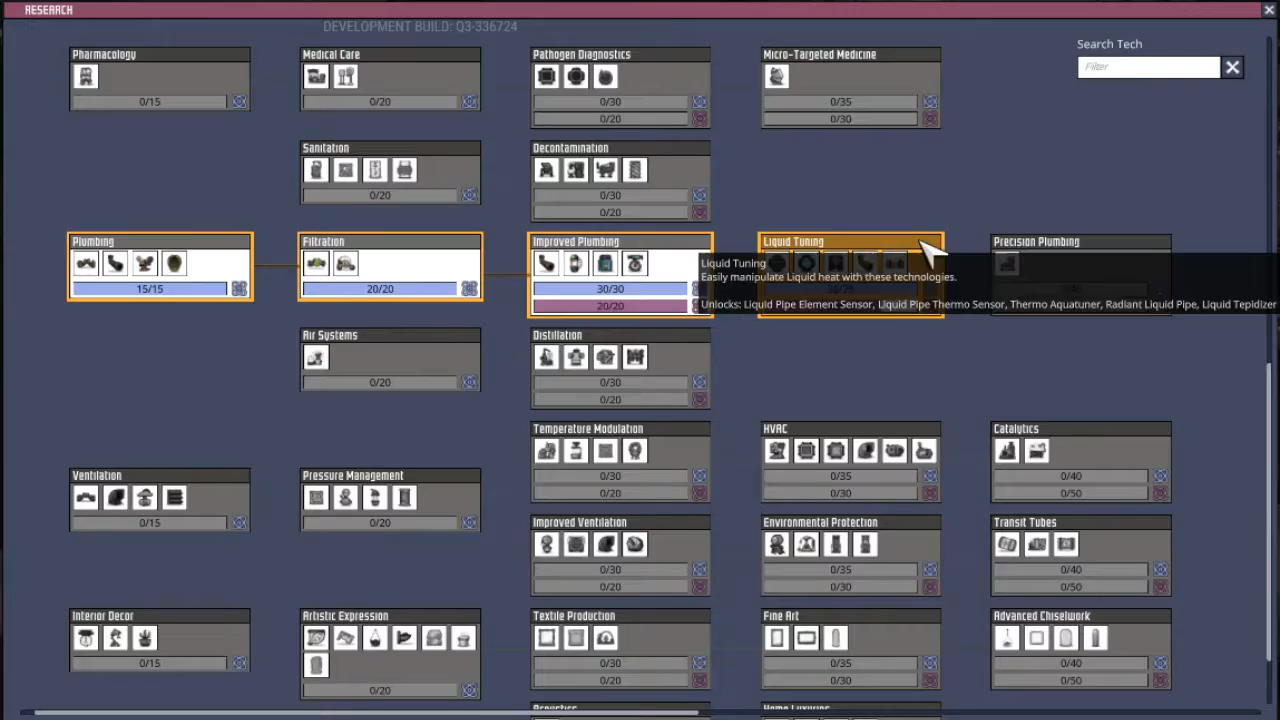 RESEARCH
DEVELOPMENT BUILD: Q3-336724
Search Tech
Filter
Pharmacology
0/15
Medical Care
0/20
Pathogen Diagnostics
0/30
0/20
Micro-Targeted Medicine
0/35
0/30
Sanitation
0/20
Decontamination
0/30
0/20
Plumbing
15/15
Filtration
20/20
Improved Plumbing
30/30
20/20
Liquid Tuning
Precision Plumbing
Liquid Tuning
Easily manipulate Liquid heat with these technologies.
Unlocks: Liquid Pipe Element Sensor, Liquid Pipe Thermo Sensor, Thermo Aquatuner, Radiant Liquid Pipe, Liquid Tepidizer
Air Systems
0/20
Distillation
0/30
0/20
Temperature Modulation
0/30
0/20
HVAC
0/35
0/30
Catalytics
0/40
0/50
Ventilation
0/15
Pressure Management
0/20
Improved Ventilation
0/30
0/20
Environmental Protection
0/35
0/30
Transit Tubes
0/40
0/50
Interior Decor
0/15
Artistic Expression
0/20
Textile Production
0/30
0/20
Fine Art
0/35
0/30
Advanced Chiselwork
0/40
0/50